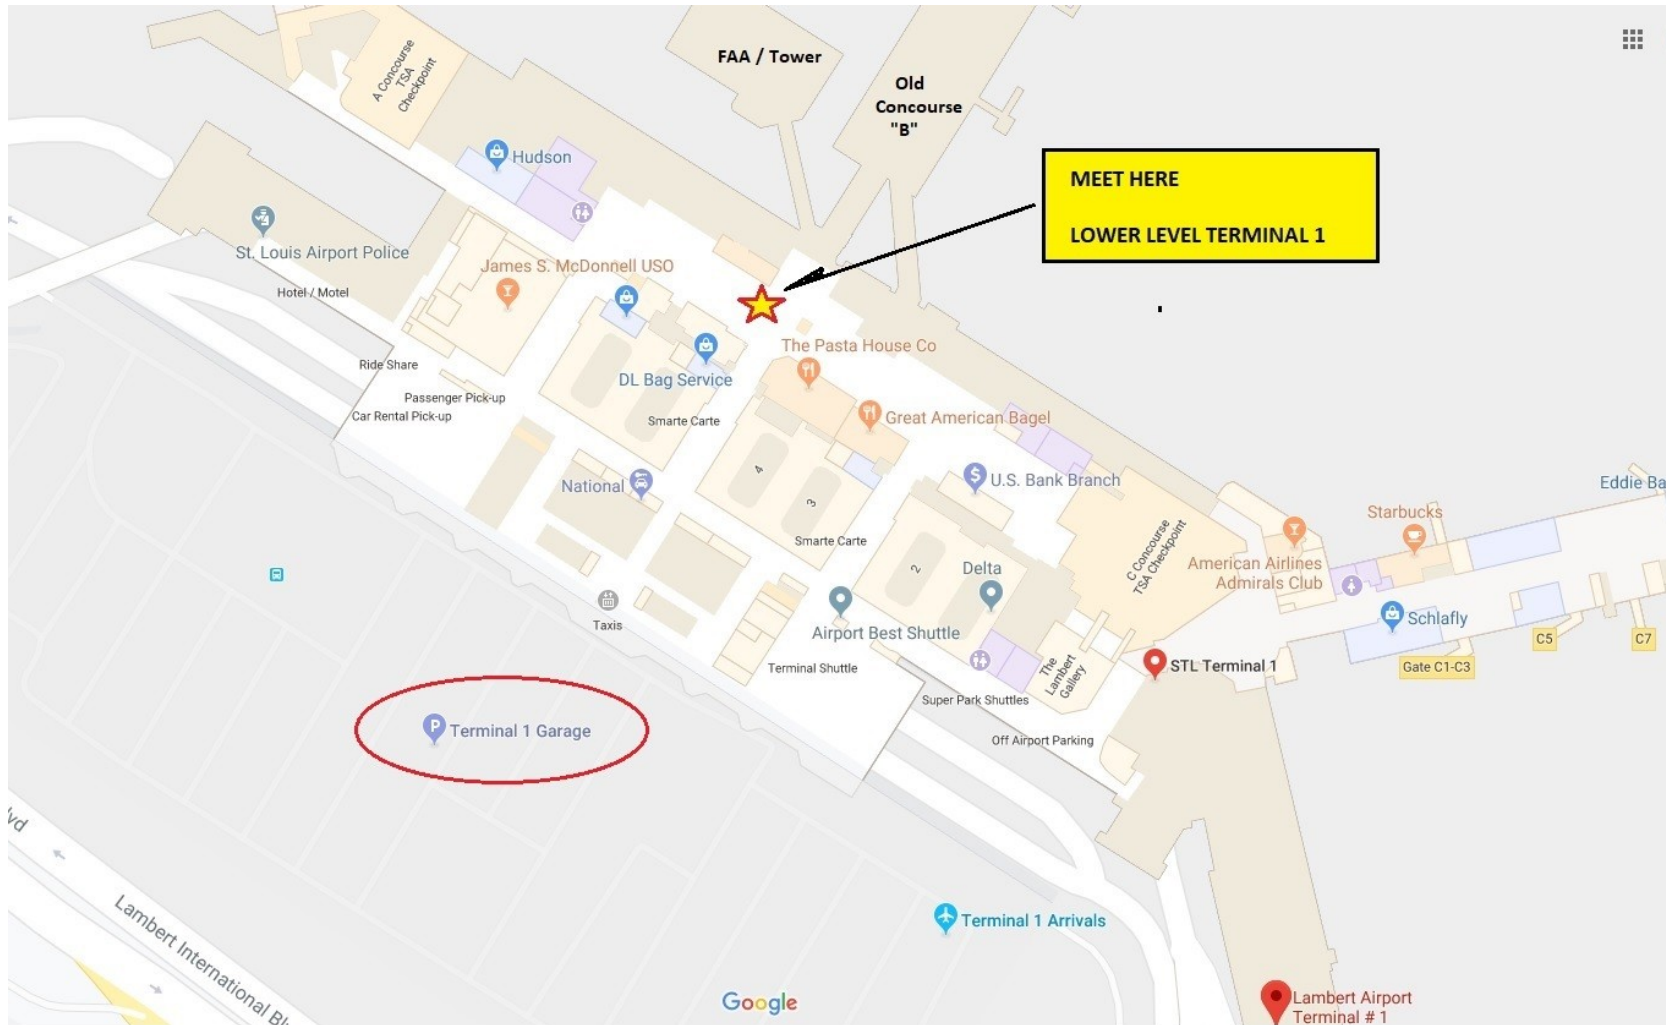 FAA / Tower
Old
Concourse
"B"
A Concourse
TSA
Checkpoint
MEET HERE
LOWER LEVEL TERMINAL 1
Hudson
St. Louis Airport Police
Hotel / Motel
James S. McDonnell USO
The Pasta House Co
Ride Share
DL Bag Service
Passenger Pick-up
Car Rental Pick-up
Smarte Carte
Great American Bagel
4
3
National
U.S. Bank Branch
Eddie Ba
Starbucks
C Concourse
TSA Checkpoint
Smarte Carte
American Airlines
Admirals Club
2
Delta
Taxis
Airport Best Shuttle
Schlafly
C5
C7
Terminal Shuttle
The
Lambert
Gallery
STL Terminal 1
Gate C1-C3
Super Park Shuttles
P
Terminal 1 Garage
Off Airport Parking
lvd
Lambert International Bl
Terminal 1 Arrivals
Google
Lambert Airport
Terminal # 1